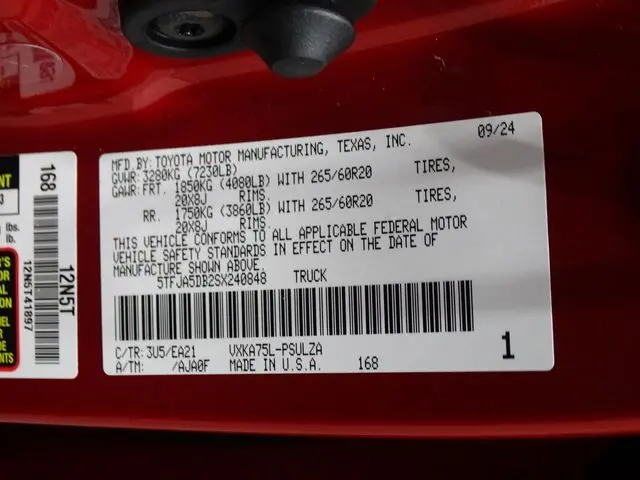 MFD.BY: TOYOTA MOTOR MANUFACTURING, TEXAS, INC. 09/24
GVWR: 3280KG (7230LB)
GAWR: FRT. 1850KG (4080LB) WITH 265/60R20 TIRES,
20X8J RIMS.
RR. 1750KG (3860LB) WITH 265/60R20 TIRES,
20X8J RIMS.
THIS VEHICLE CONFORMS TO ALL APPLICABLE FEDERAL MOTOR
VEHICLE SAFETY STANDARDS IN EFFECT ON THE DATE OF
MANUFACTURE SHOWN ABOVE.
5TFJA5DB2SX240848 TRUCK
C/TR: 3U5/EA21 VXKA75L-PSULZA
A/TM: /AJA0F MADE IN U.S.A. 168
1
168
12N5T
12N5T41897
lbs.
lb.